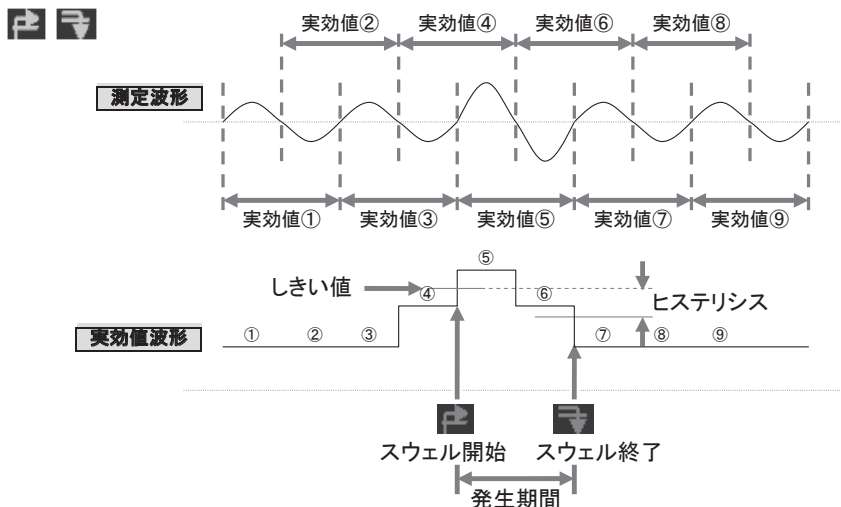 実効値② 実効値④ 実効値⑥ 実効値⑧
測定波形
実効値① 実効値③ 実効値⑤ 実効値⑦ 実効値⑨
⑤
しきい値 ④ ⑥ ヒステリシス
実効値波形 ① ② ③ ⑦ ⑧ ⑨
スウェル開始 スウェル終了
発生期間